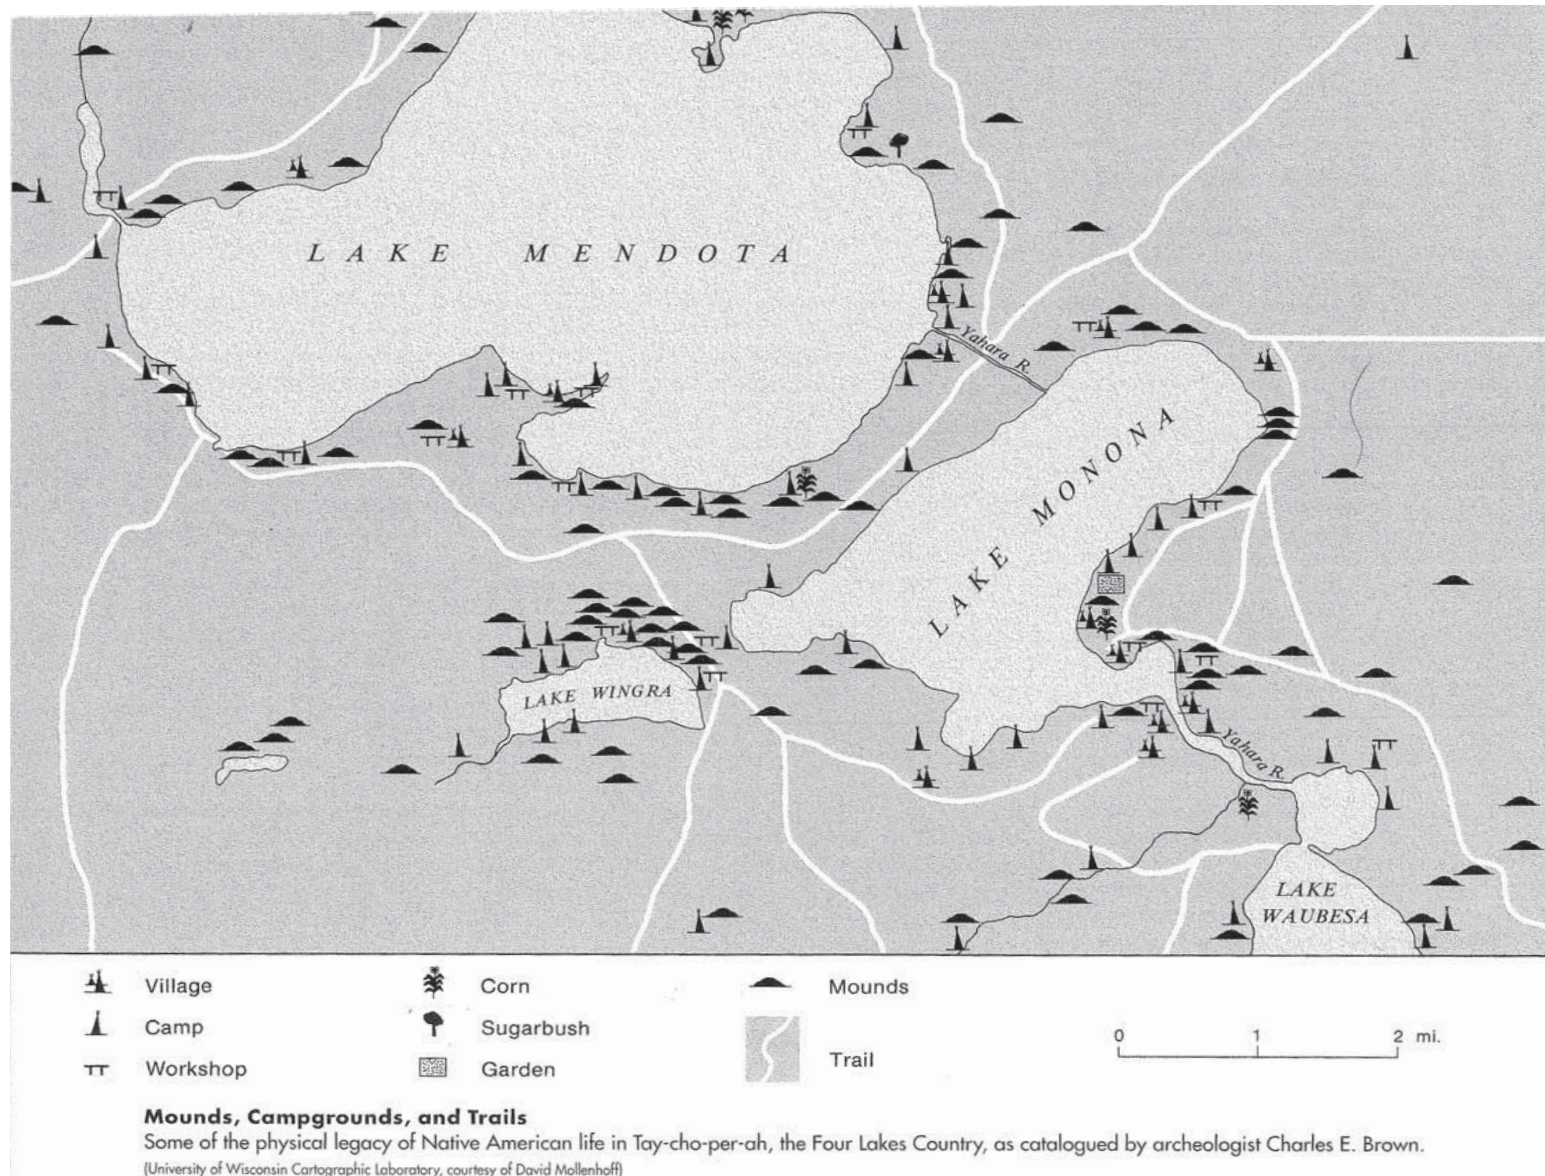 LAKE MENDOTA
Yahara R.
LAKE MONONA
LAKE WINGRA
Yahara R.
LAKE
WAUBESA
Village
Corn
Mounds
Camp
Sugarbush
Trail
Workshop
Garden
0 1 2 mi.
Mounds, Campgrounds, and Trails
Some of the physical legacy of Native American life in Tay-cho-per-ah, the Four Lakes Country, as catalogued by archeologist Charles E. Brown.
(University of Wisconsin Cartographic Laboratory, courtesy of David Mollenhoff)